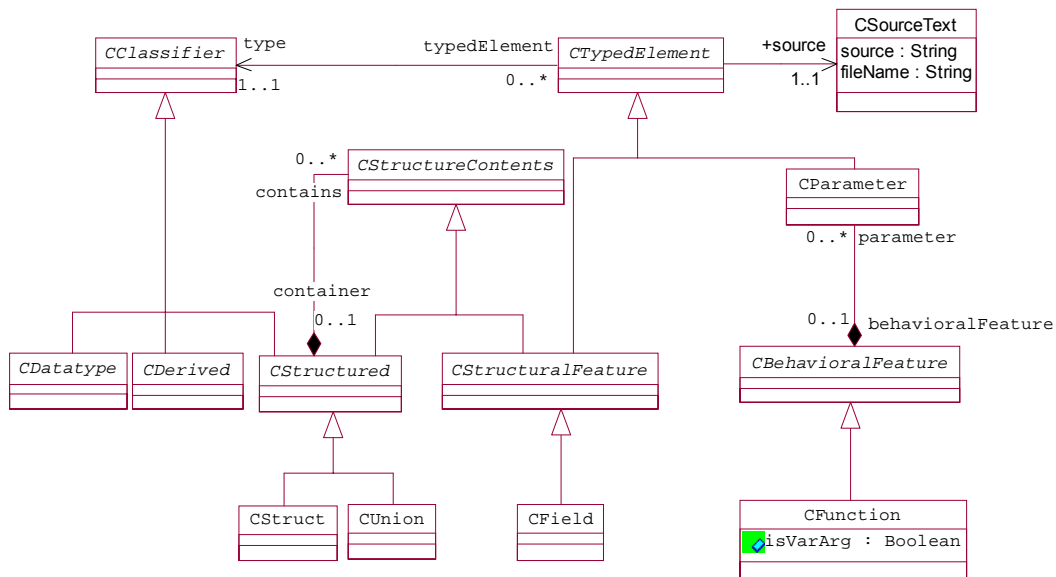 CSourceText
source : String
fileName : String
CClassifier
type
1..1
typedElement
0..*
CTypedElement
+source
1..1
0..*
CStructureContents
contains
CParameter
0..* parameter
container
0..1
0..1 behavioralFeature
CDatatype
CDerived
CStructured
CStructuralFeature
CBehavioralFeature
CStruct
CUnion
CField
CFunction
isVarArg : Boolean